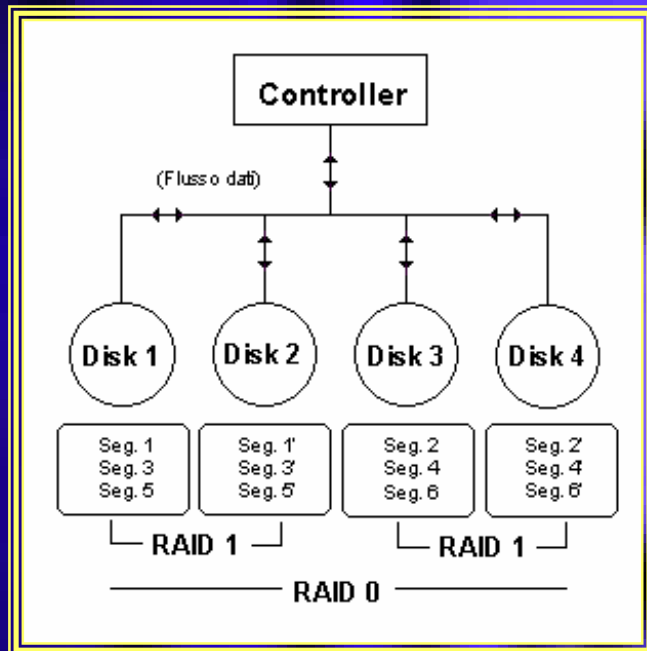 Controller
(Flusso dati)
Disk 1 Disk 2 Disk 3 Disk 4
Seg. 1 Seg. 1' Seg. 2 Seg. 2'
Seg. 3 Seg. 3' Seg. 4 Seg. 4'
Seg. 5 Seg. 5' Seg. 6 Seg. 6'
RAID 1 RAID 1
RAID 0